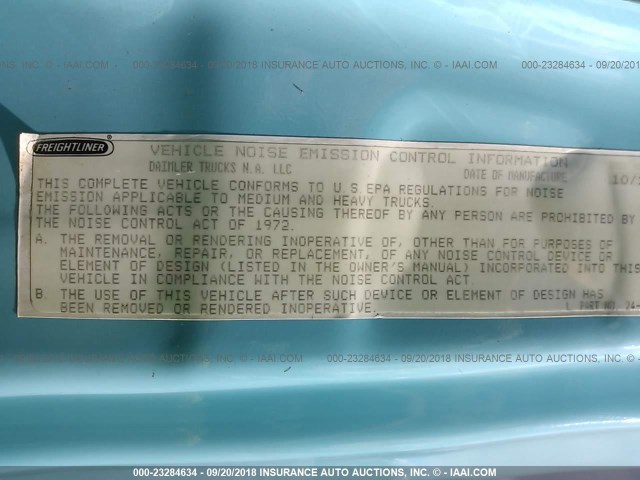 000-23284634 - 09/20/2018 INSURANCE AUTO AUCTIONS, INC. - © - IAAI.COM
FREIGHTLINER
VEHICLE NOISE EMISSION CONTROL INFORMATION
DAIMLER TRUCKS N.A. LLC DATE OF MANUFACTURE 10/
THIS COMPLETE VEHICLE CONFORMS TO U.S.EPA REGULATIONS FOR NOISE
EMISSION APPLICABLE TO MEDIUM AND HEAVY TRUCKS.
THE FOLLOWING ACTS OR THE CAUSING THEREOF BY ANY PERSON ARE PROHIBITED BY
THE NOISE CONTROL ACT OF 1972.
A. THE REMOVAL OR RENDERING INOPERATIVE OF, OTHER THAN FOR PURPOSES OF
MAINTENANCE, REPAIR, OR REPLACEMENT, OF ANY NOISE CONTROL DEVICE OR
ELEMENT OF DESIGN (LISTED IN THE OWNER'S MANUAL) INCORPORATED INTO THIS
VEHICLE IN COMPLIANCE WITH THE NOISE CONTROL ACT
B. THE USE OF THIS VEHICLE AFTER SUCH DEVICE OR ELEMENT OF DESIGN HAS
BEEN REMOVED OR RENDERED INOPERATIVE. PART NO. 24-
000-23284634 - 09/20/2018 INSURANCE AUTO AUCTIONS, INC. - © - IAAI.COM
000-23284634 - 09/20/2018 - INSURANCE AUTO AUCTIONS, INC. - © - IAAI.COM